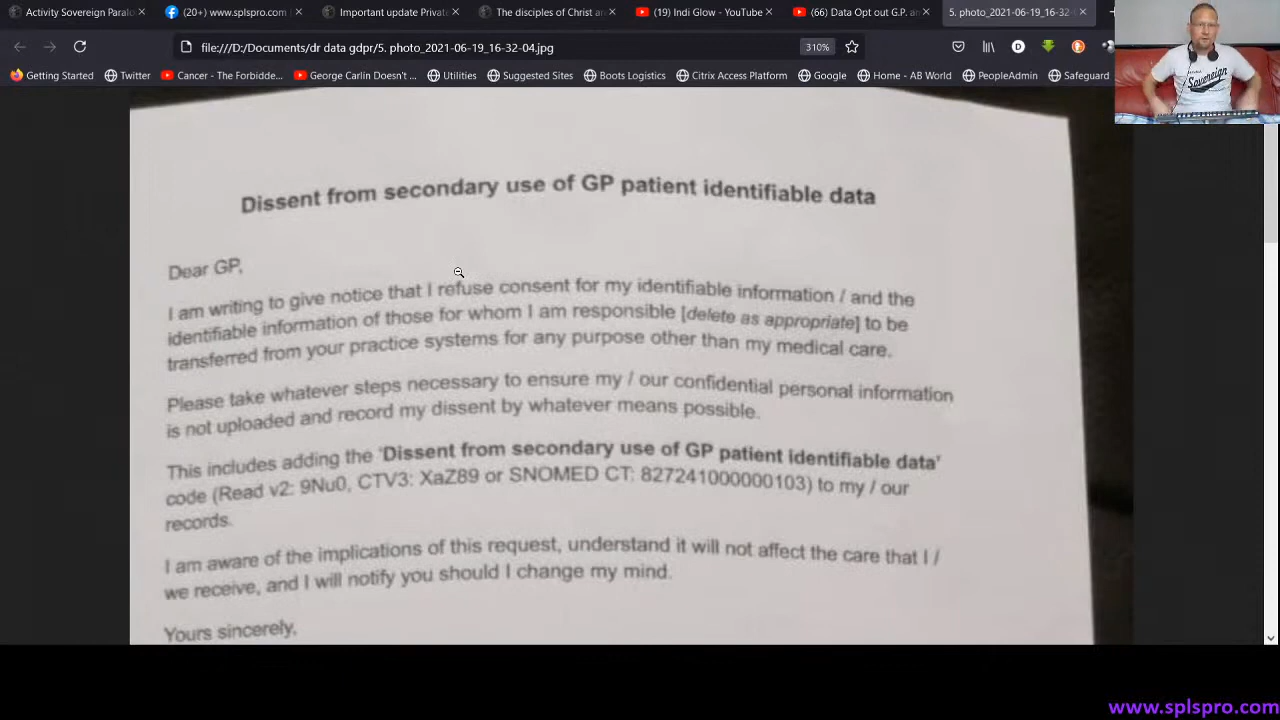 Activity Sovereign Paralo
(20+) www.splspro.com
Important update Privat
The disciples of Christ ar
(19) Indi Glow - YouTube
(66) Data Opt out G.P. an
5. photo_2021-06-19_16-32-
file:///D:/Documents/dr data gdpr/5. photo_2021-06-19_16-32-04.jpg
310%
Getting Started
Twitter
Cancer - The Forbidde...
George Carlin Doesn't ...
Utilities
Suggested Sites
Boots Logistics
Citrix Access Platform
Google
Home - AB World
PeopleAdmin
Safeguard
Sovereign
Dissent from secondary use of GP patient identifiable data
Dear GP,
I am writing to give notice that I refuse consent for my identifiable information / and the
identifiable information of those for whom I am responsible [delete as appropriate] to be
transferred from your practice systems for any purpose other than my medical care.
Please take whatever steps necessary to ensure my / our confidential personal information
is not uploaded and record my dissent by whatever means possible.
This includes adding the 'Dissent from secondary use of GP patient identifiable data'
code (Read v2: 9Nu0, CTV3: XaZ89 or SNOMED CT: 827241000000103) to my / our
records.
I am aware of the implications of this request, understand it will not affect the care that I /
we receive, and I will notify you should I change my mind.
Yours sincerely,
www.splspro.com